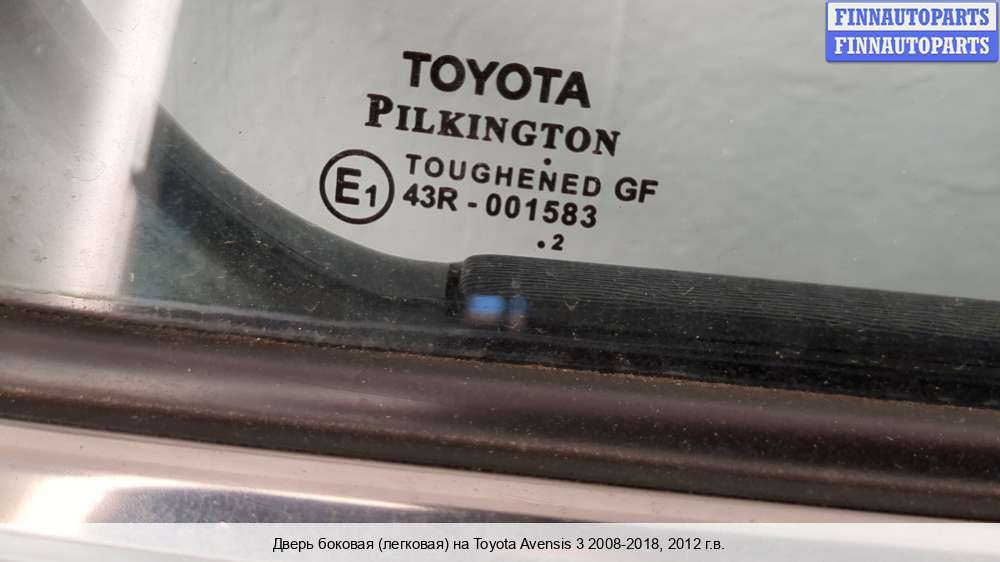 FINNAUTOPARTS
FINNAUTOPARTS
TOYOTA
PILKINGTON
TOUGHENED GF
E1 43R - 001583
.2
Дверь боковая (легковая) на Toyota Avensis 3 2008-2018, 2012 г.в.